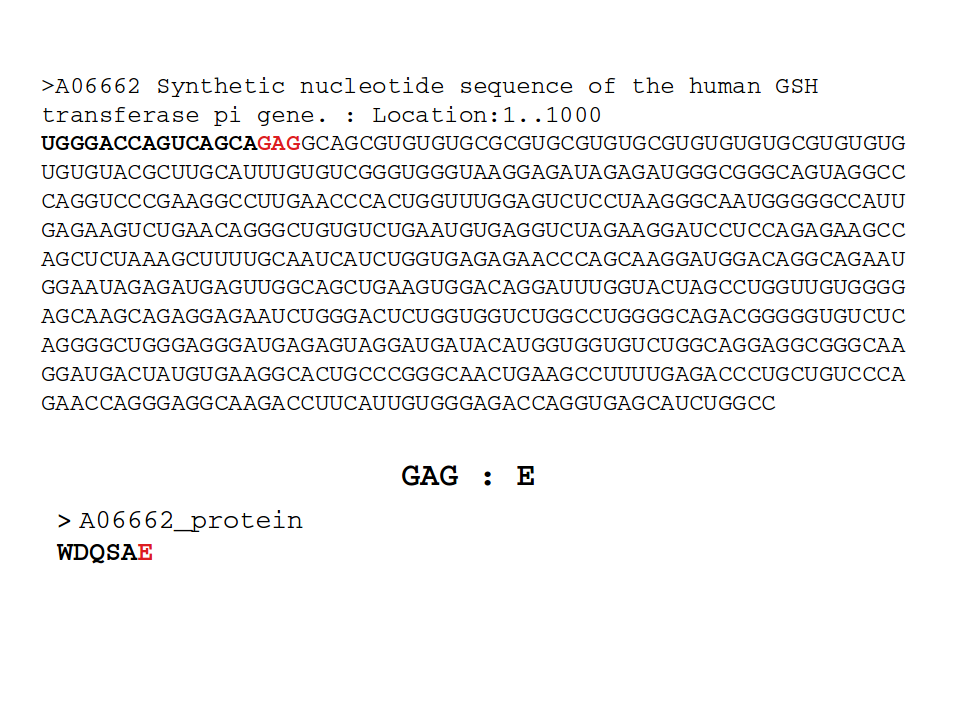 >A06662 Synthetic nucleotide sequence of the human GSH
transferase pi gene. : Location:1..1000
UGGGACCAGUCAGCAGAGGCAGCGUGUGUGCGCGUGCGUGUGCGUGUGUGUGCGUGUGUG
UGUGUACGCUUGCAUUUGUGUCGGGUGGGUAAGGAGAUAGAGAUGGGCGGGCAGUAGGCC
CAGGUCCCGAAGGCCUUGAACCCACUGGUUUGGAGUCUCCUAAGGGCAAUGGGGGCCAUU
GAGAAGUCUGAACAGGGCUGUGUCUGAAUGUGAGGUCUAGAAGGAUCCUCCAGAGAAGCC
AGCUCUAAAGCUUUUGCAAUCAUCUGGUGAGAGAACCCAGCAAGGAUGGACAGGCAGAAU
GGAAUAGAGAUGAGUUGGCAGCUGAAGUGGACAGGAUUUGGUACUAGCCUGGUUGUGGGG
AGCAAGCAGAGGAGAAUCUGGGACUCUGGUGGUCUGGCCUGGGGCAGACGGGGGUGUCUC
AGGGGCUGGGAGGGAUGAGAGUAGGAUGAUACAUGGUGGUGUCUGGCAGGAGGCGGGCAA
GGAUGACUAUGUGAAGGCACUGCCCGGGCAACUGAAGCCUUUUGAGACCCUGCUGUCCCA
GAACCAGGGAGGCAAGACCUUCAUUGUGGGAGACCAGGUGAGCAUCUGGCC
GAG : E
> A06662_protein
WDQSAE